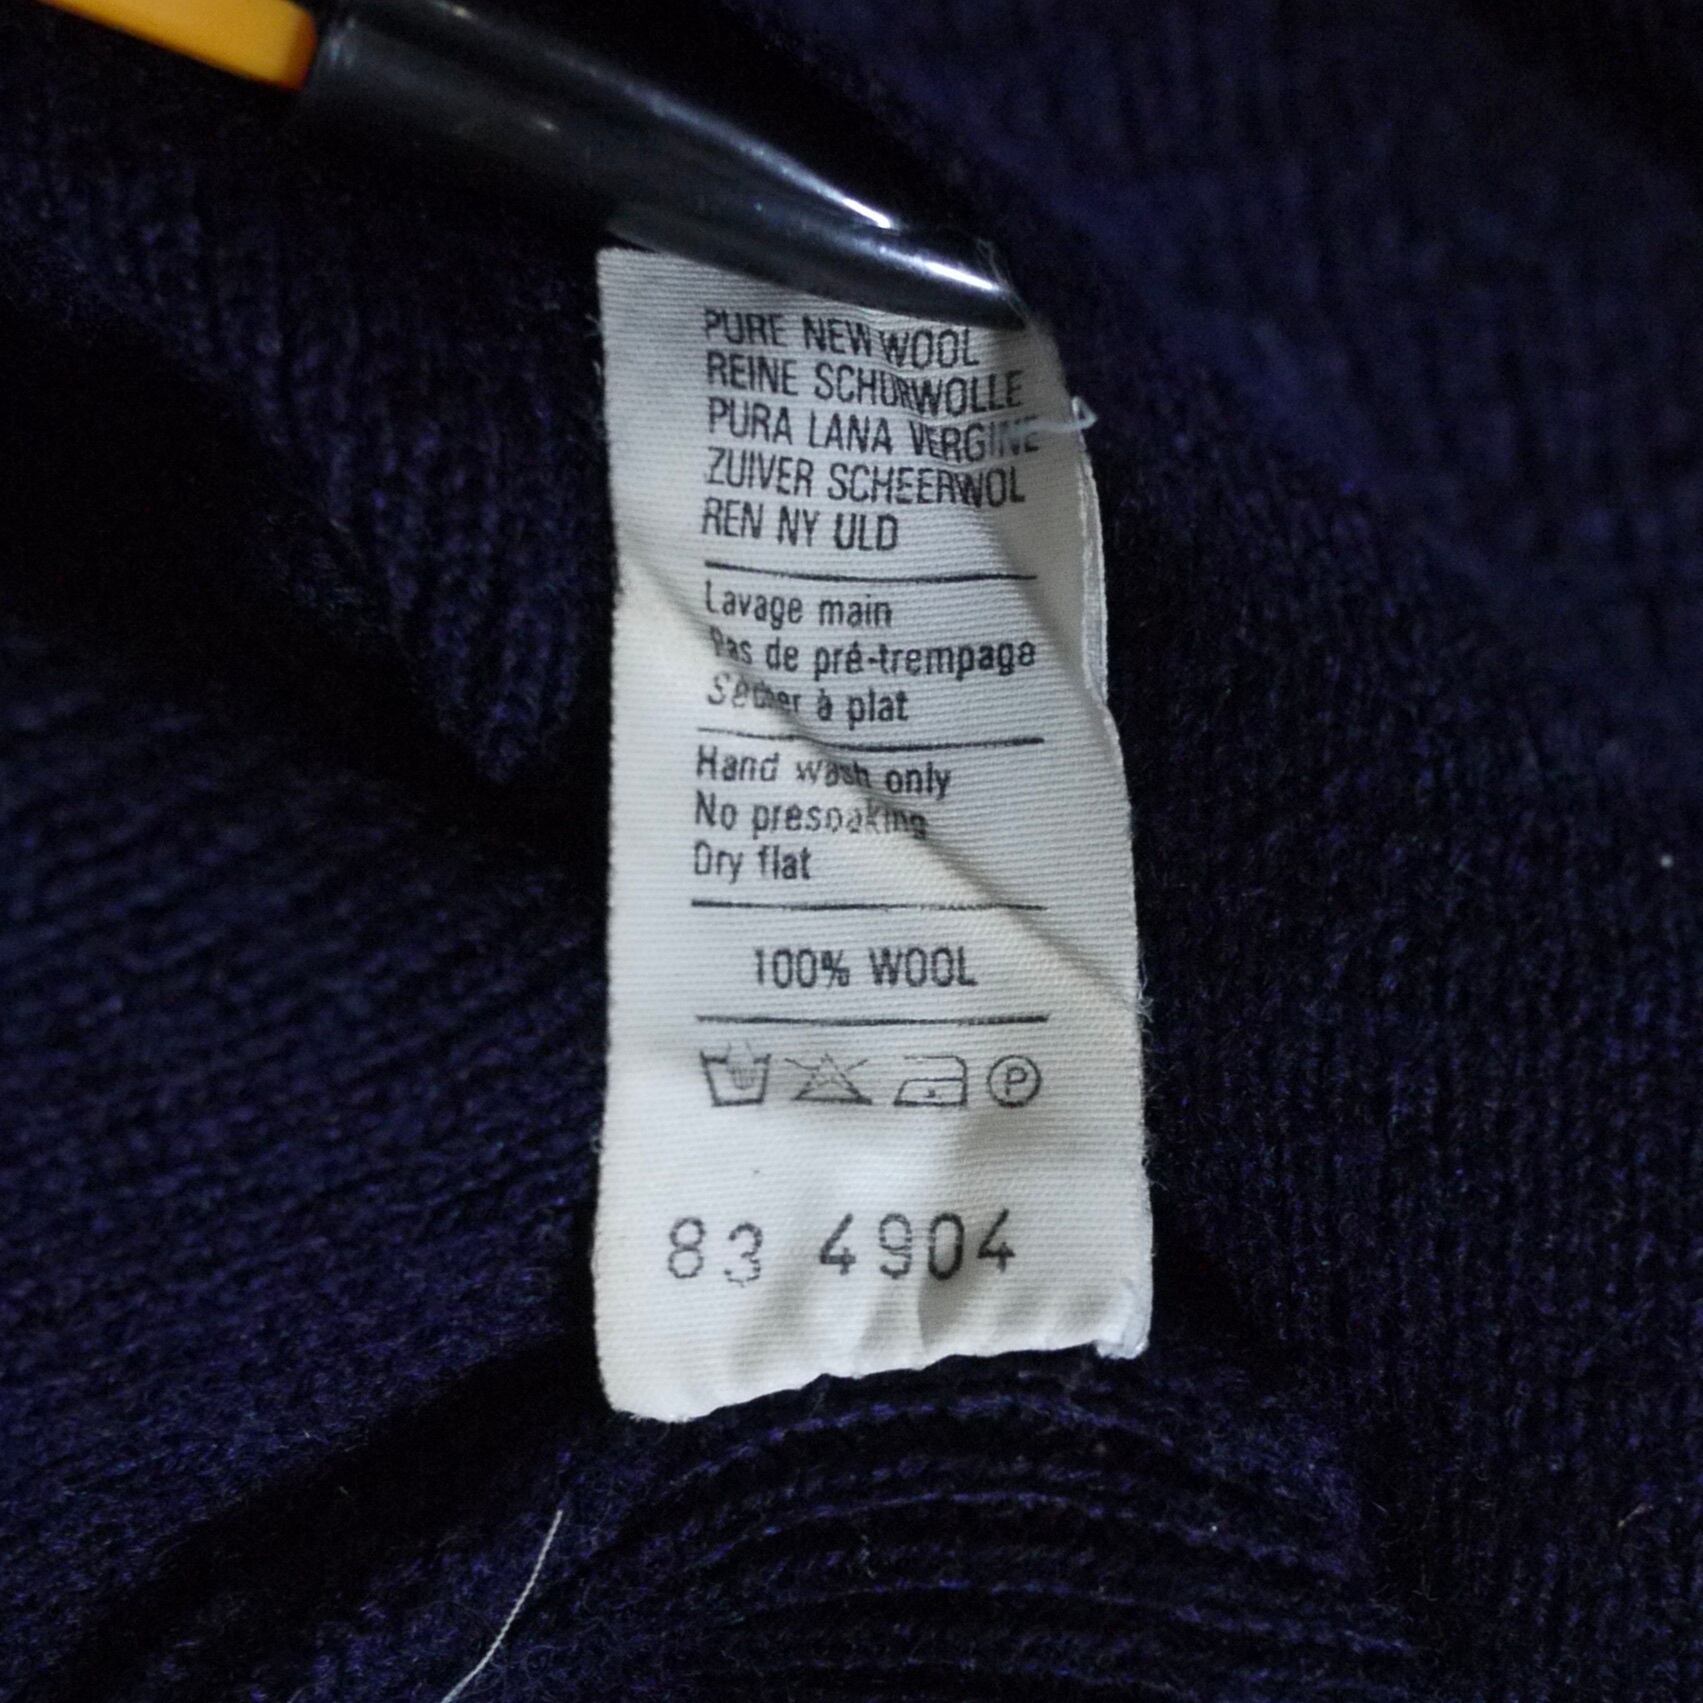 PURE NEW WOOL
REINE SCHURWOLLE
PURA LANA VERGINE
ZUIVER SCHEERWOL
REN NY ULD
Lavage main
Pas de pré-trempage
Sécher à plat
Hand wash only
No presoaking
Dry flat
100% WOOL
P
83 4904